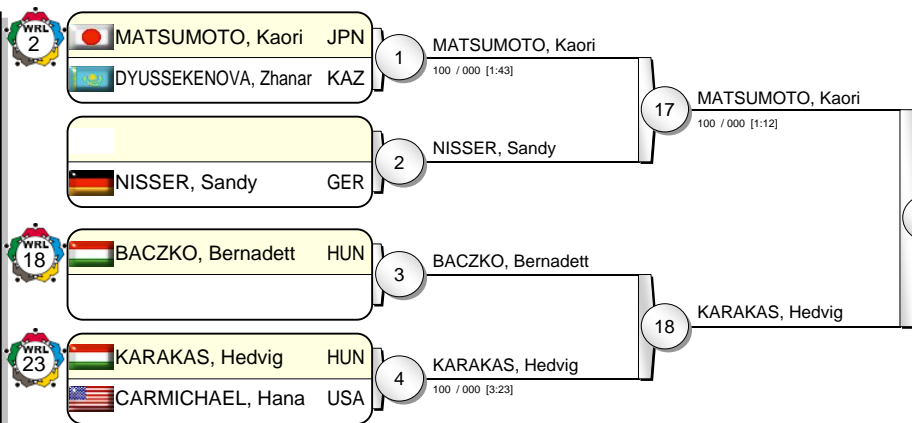 WRL
2
MATSUMOTO, Kaori JPN
DYUSSEKENOVA, Zhanar KAZ
1
MATSUMOTO, Kaori
100 / 000 [1:43]
17
MATSUMOTO, Kaori
100 / 000 [1:12]
NISSER, Sandy GER
2
NISSER, Sandy
WRL
18
BACZKO, Bernadett HUN
3
BACZKO, Bernadett
18
KARAKAS, Hedvig
WRL
23
KARAKAS, Hedvig HUN
CARMICHAEL, Hana USA
4
KARAKAS, Hedvig
100 / 000 [3:23]